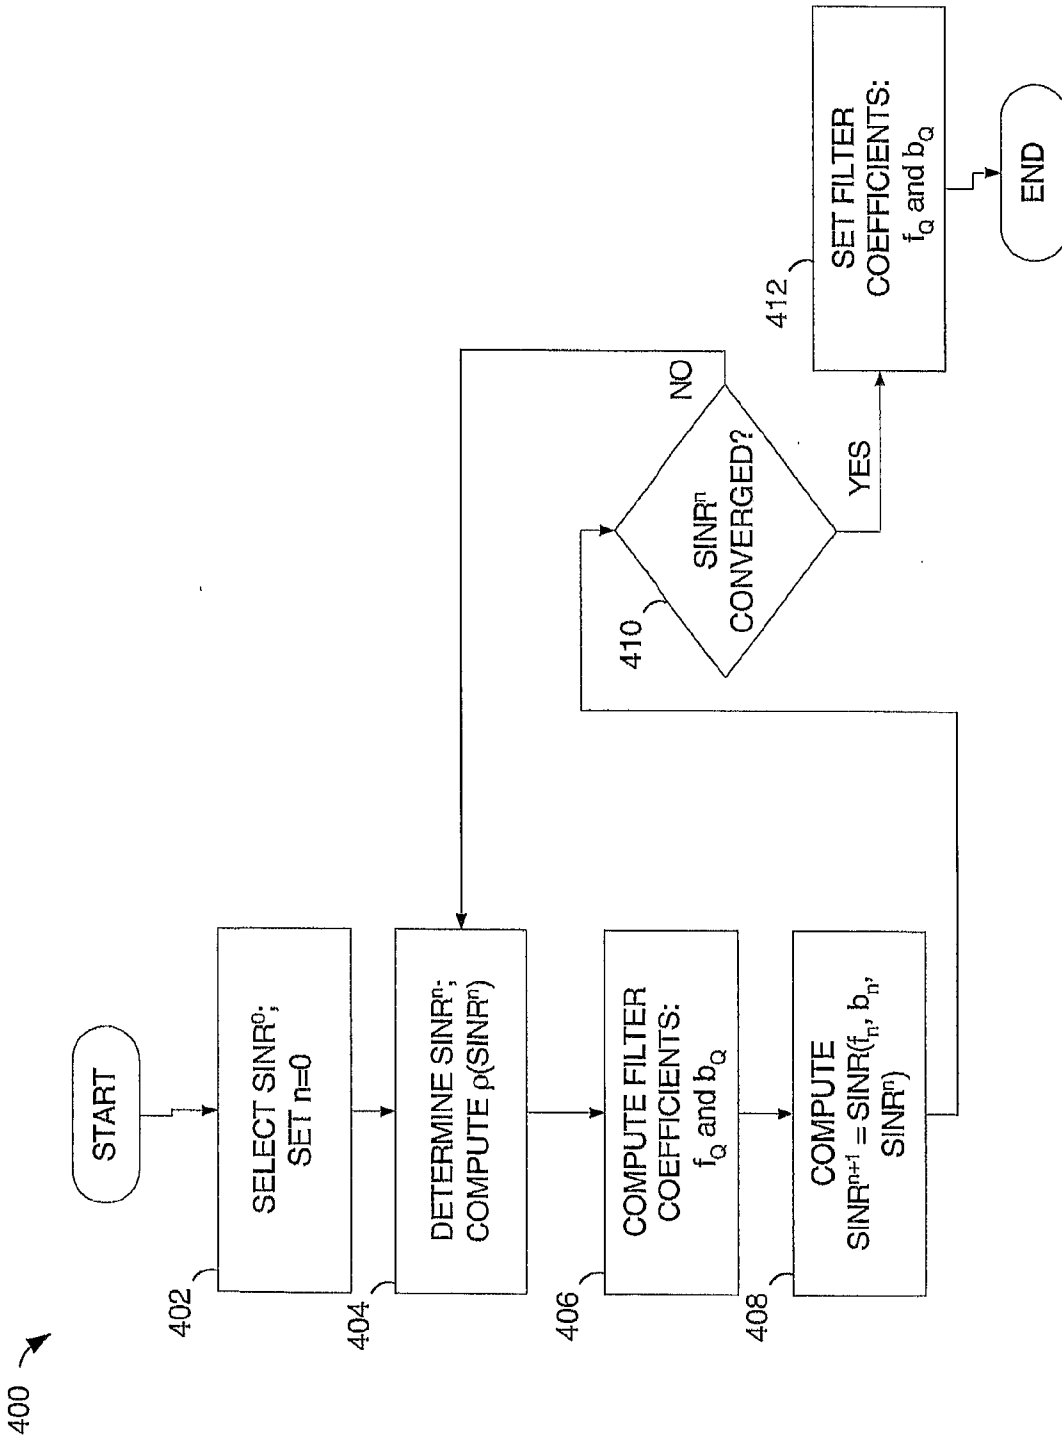 400
START
402
SELECT SINR⁰;
SET n=0
404
DETERMINE SINRⁿ;
COMPUTE ρ(SINRⁿ)
406
COMPUTE FILTER
COEFFICIENTS:
f_Q and b_Q
408
COMPUTE
SINRⁿ⁺¹ = SINR(f_n, b_n,
SINRⁿ)
410
SINRⁿ
CONVERGED?
NO
YES
412
SET FILTER
COEFFICIENTS:
f_Q and b_Q
END